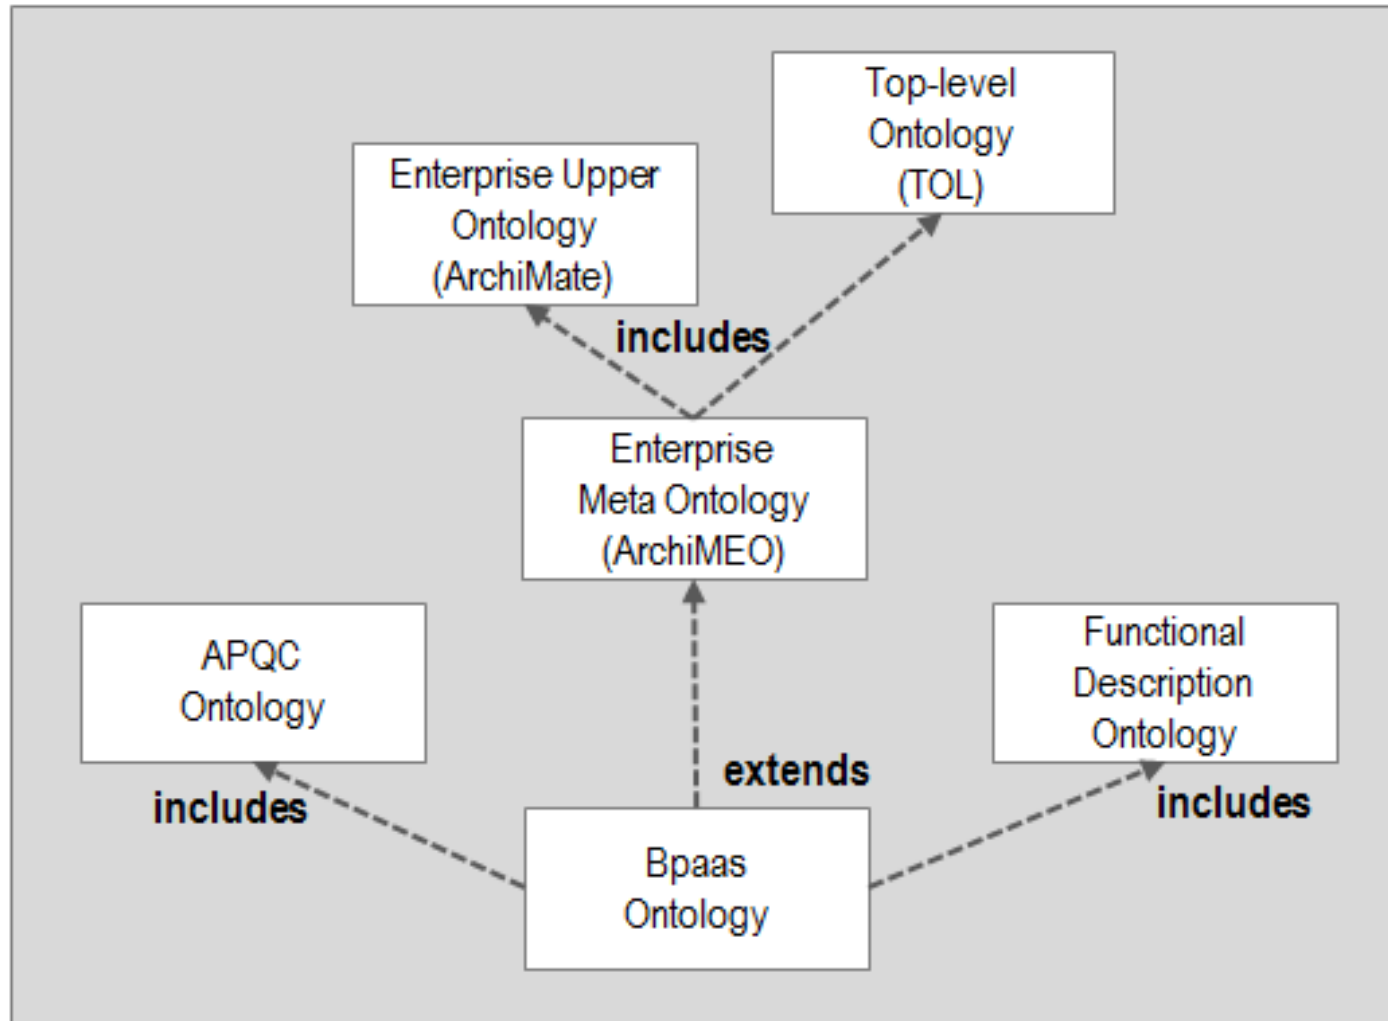 Top-level
Ontology
(TOL)
Enterprise Upper
Ontology
(ArchiMate)
includes
Enterprise
Meta Ontology
(ArchiMEO)
APQC
Ontology
Functional
Description
Ontology
extends
includes
includes
Bpaas
Ontology